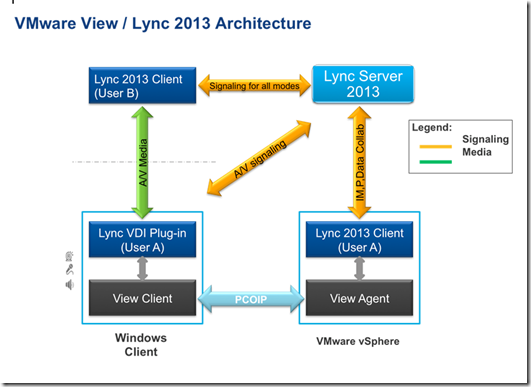 VMware View / Lync 2013 Architecture
Lync 2013 Client
(User B)
Signaling for all modes
Lync Server
2013
Legend:
Signaling
Media
A/V Media
A/V signaling
IM,P,Data Collab
Lync VDI Plug-in
(User A)
Lync 2013 Client
(User A)
View Client
PCOIP
View Agent
Windows
Client
VMware vSphere